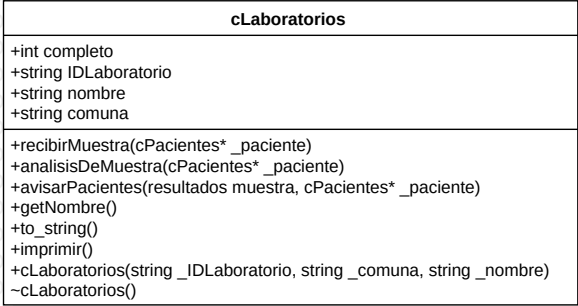 cLaboratorios
+int completo
+string IDLaboratorio
+string nombre
+string comuna
+recibirMuestra(cPacientes* _paciente)
+analisisDeMuestra(cPacientes* _paciente)
+avisarPacientes(resultados muestra, cPacientes* _paciente)
+getNombre()
+to_string()
+imprimir()
+cLaboratorios(string _IDLaboratorio, string _comuna, string _nombre)
~cLaboratorios()